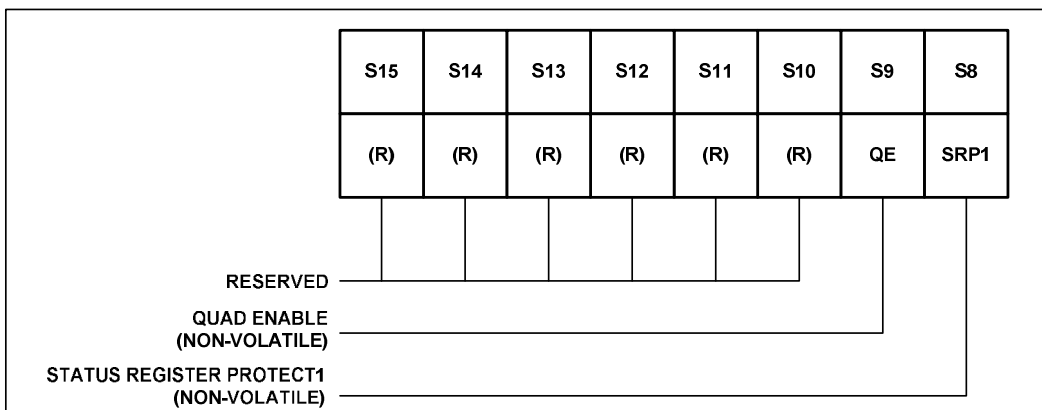 S15 S14 S13 S12 S11 S10 S9 S8
(R) (R) (R) (R) (R) (R) QE SRP1
RESERVED
QUAD ENABLE
(NON-VOLATILE)
STATUS REGISTER PROTECT1
(NON-VOLATILE)